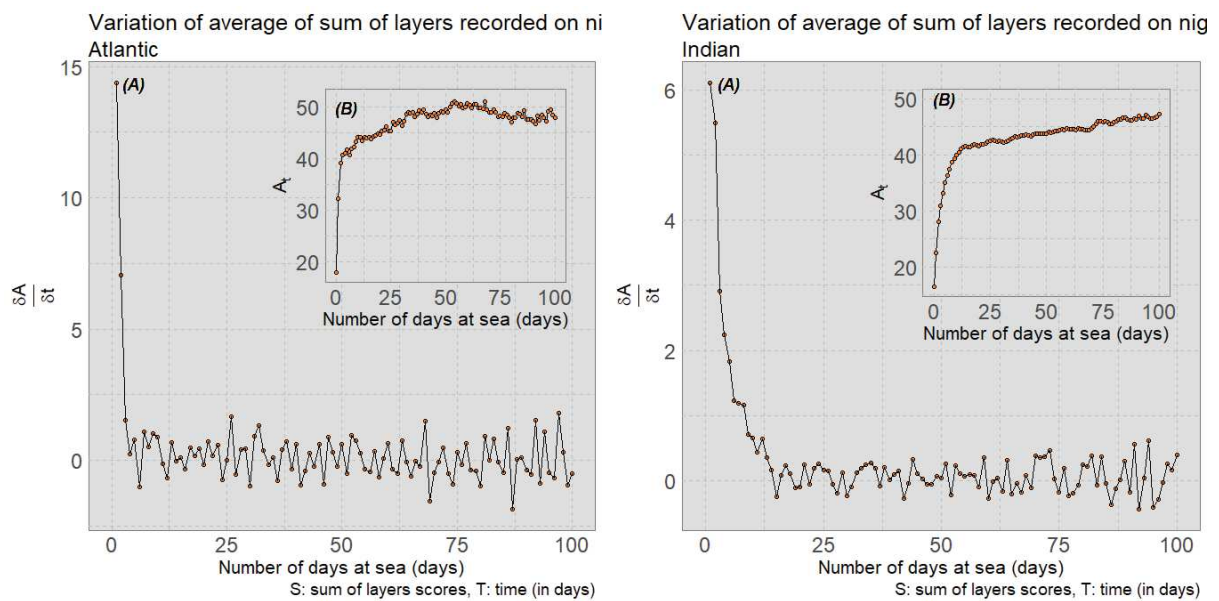 Variation of average of sum of layers recorded on ni
Atlantic
(A)
15
10
5
0
δA
δt
0 25 50 75 100
Number of days at sea (days)
S: sum of layers scores, T: time (in days)
(B)
50
40
30
20
At
0 25 50 75 100
Number of days at sea (days)
Variation of average of sum of layers recorded on nig
Indian
(A)
6
4
2
0
δA
δt
0 25 50 75 100
Number of days at sea (days)
S: sum of layers scores, T: time (in days)
(B)
50
40
30
20
At
0 25 50 75 100
Number of days at sea (days)